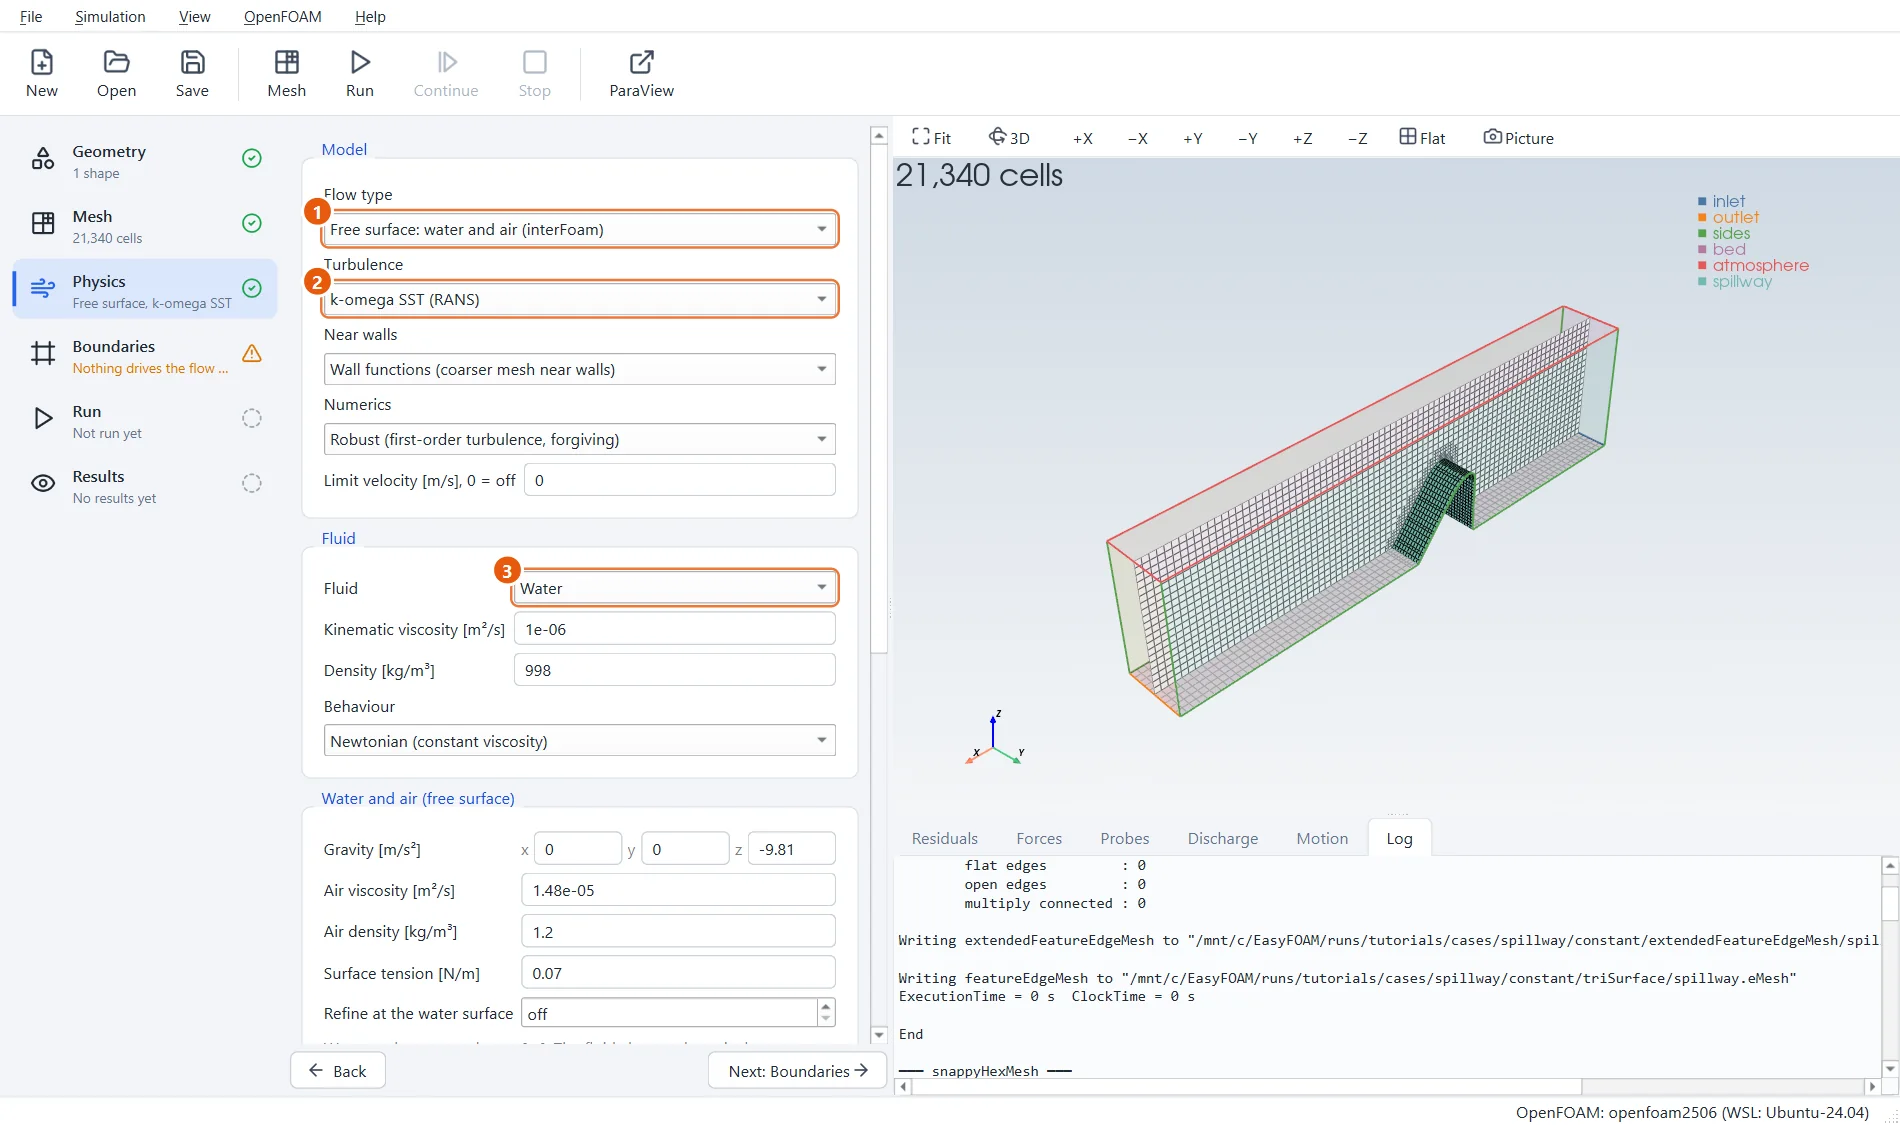 File Simulation View OpenFOAM Help
New Open Save Mesh Run Continue Stop ParaView
Geometry
1 shape
Mesh
21,340 cells
Physics
Free surface, k-omega SST
Boundaries
Nothing drives the flow ...
Run
Not run yet
Results
No results yet
Model
Flow type
1
Free surface: water and air (interFoam)
Turbulence
2
k-omega SST (RANS)
Near walls
Wall functions (coarser mesh near walls)
Numerics
Robust (first-order turbulence, forgiving)
Limit velocity [m/s], 0 = off 0
Fluid
3
Fluid Water
Kinematic viscosity [m²/s] 1e-06
Density [kg/m³] 998
Behaviour
Newtonian (constant viscosity)
Water and air (free surface)
Gravity [m/s²] x 0 y 0 z -9.81
Air viscosity [m²/s] 1.48e-05
Air density [kg/m³] 1.2
Surface tension [N/m] 0.07
Refine at the water surface off
Back
Next: Boundaries
Fit 3D +X −X +Y −Y +Z −Z Flat Picture
21,340 cells
inlet
outlet
sides
bed
atmosphere
spillway
Z
X
Y
Residuals Forces Probes Discharge Motion Log
flat edges : 0
open edges : 0
multiply connected : 0
Writing extendedFeatureEdgeMesh to "/mnt/c/EasyFOAM/runs/tutorials/cases/spillway/constant/extendedFeatureEdgeMesh/spil
Writing featureEdgeMesh to "/mnt/c/EasyFOAM/runs/tutorials/cases/spillway/constant/triSurface/spillway.eMesh"
ExecutionTime = 0 s ClockTime = 0 s
End
─── snappyHexMesh ───
OpenFOAM: openfoam2506 (WSL: Ubuntu-24.04)